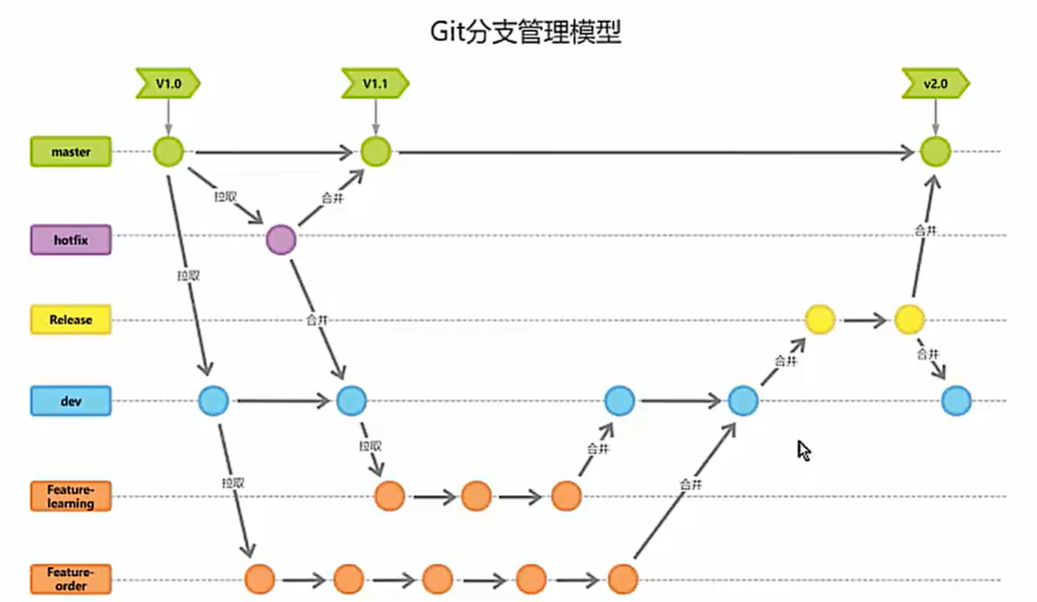 Git分支管理模型
V1.0
V1.1
v2.0
master
拉取
合并
hotfix
合并
拉取
合并
Release
合并
合并
dev
拉取
合并
拉取
合并
Feature-
learning
Feature-
order